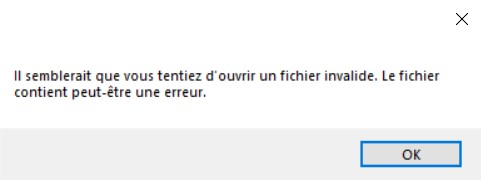 Il semblerait que vous tentiez d'ouvrir un fichier invalide. Le fichier
contient peut-être une erreur.
OK